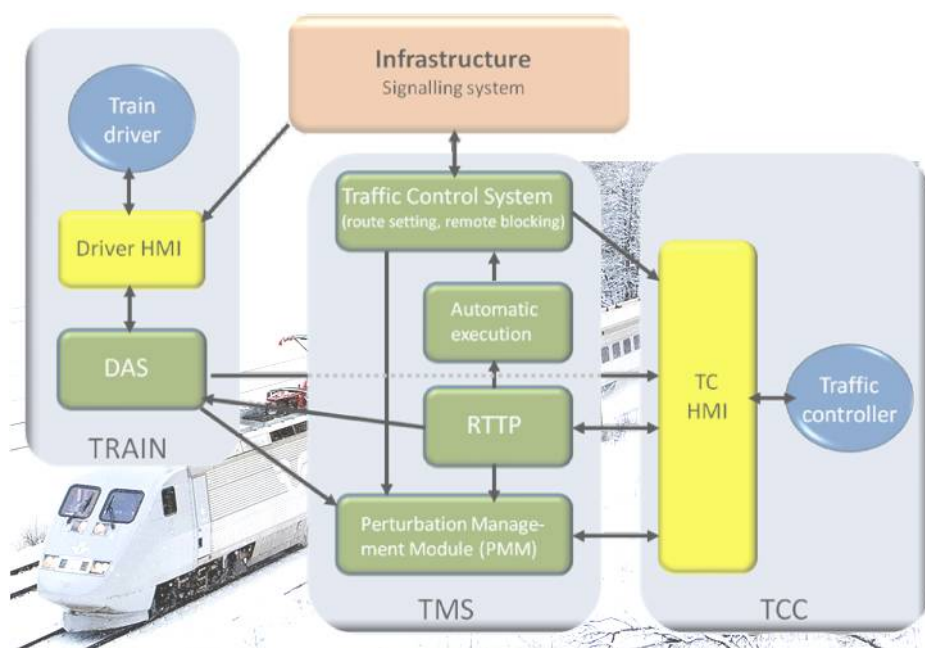 Infrastructure
Signalling system
Train
driver
Driver HMI
DAS
TRAIN
Traffic Control System
(route setting, remote blocking)
Automatic
execution
RTTP
Perturbation Manage-
ment Module (PMM)
TMS
TC
HMI
Traffic
controller
TCC